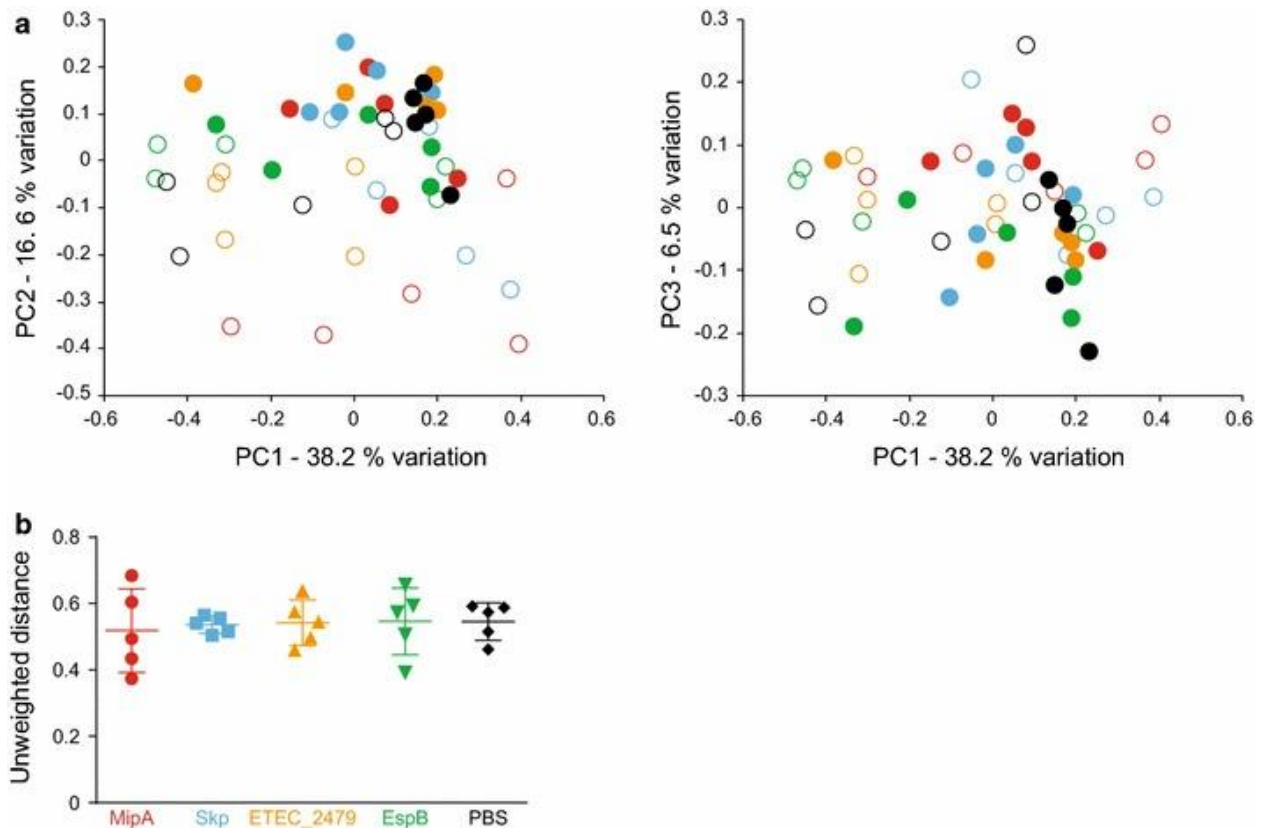 a
0.3
0.2
0.1
0
-0.1
-0.2
-0.3
-0.4
-0.5
PC2 - 16. 6 % variation
-0.6
-0.4
-0.2
0
0.2
0.4
0.6
PC1 - 38.2 % variation
0.3
0.2
0.1
0
-0.1
-0.2
-0.3
PC3 - 6.5 % variation
-0.6
-0.4
-0.2
0
0.2
0.4
0.6
PC1 - 38.2 % variation
b
0.8
0.6
0.4
0.2
0
Unweighted distance
MipA
Skp
ETEC_2479
EspB
PBS